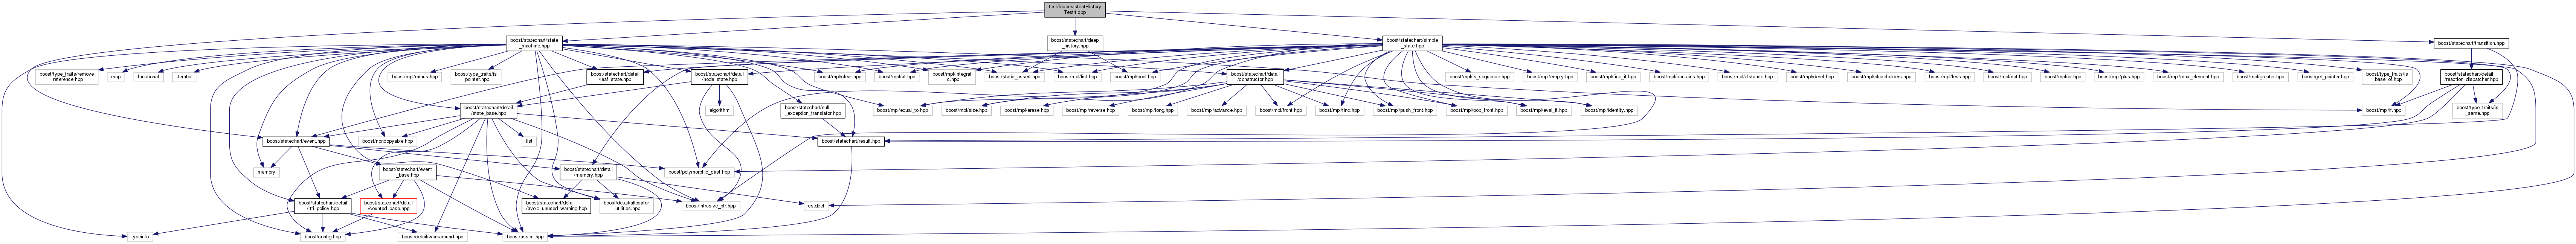 test/InconsistentHistory
Test4.cpp
boost/statechart/state
_machine.hpp
boost/statechart/deep
_history.hpp
boost/statechart/simple
_state.hpp
boost/statechart/transition.hpp
boost/type_traits/remove
_reference.hpp
map
functional
iterator
boost/mpl/minus.hpp
boost/type_traits/is
_pointer.hpp
boost/statechart/detail
/leaf_state.hpp
boost/statechart/detail
/node_state.hpp
boost/mpl/clear.hpp
boost/mpl/at.hpp
boost/mpl/integral
_c.hpp
boost/static_assert.hpp
boost/mpl/list.hpp
boost/mpl/bool.hpp
boost/statechart/detail
/constructor.hpp
boost/mpl/is_sequence.hpp
boost/mpl/empty.hpp
boost/mpl/find_if.hpp
boost/mpl/contains.hpp
boost/mpl/distance.hpp
boost/mpl/deref.hpp
boost/mpl/placeholders.hpp
boost/mpl/less.hpp
boost/mpl/not.hpp
boost/mpl/or.hpp
boost/mpl/plus.hpp
boost/mpl/max_element.hpp
boost/mpl/greater.hpp
boost/get_pointer.hpp
boost/type_traits/is
_base_of.hpp
boost/statechart/detail
/reaction_dispatcher.hpp
boost/statechart/detail
/state_base.hpp
algorithm
boost/statechart/null
_exception_translator.hpp
boost/mpl/equal_to.hpp
boost/mpl/size.hpp
boost/mpl/erase.hpp
boost/mpl/reverse.hpp
boost/mpl/long.hpp
boost/mpl/advance.hpp
boost/mpl/front.hpp
boost/mpl/find.hpp
boost/mpl/push_front.hpp
boost/mpl/pop_front.hpp
boost/mpl/eval_if.hpp
boost/mpl/identity.hpp
boost/mpl/if.hpp
boost/type_traits/is
_same.hpp
boost/statechart/event.hpp
boost/noncopyable.hpp
list
boost/statechart/result.hpp
memory
boost/statechart/event
_base.hpp
boost/statechart/detail
/memory.hpp
boost/polymorphic_cast.hpp
boost/statechart/detail
/rtti_policy.hpp
boost/statechart/detail
/counted_base.hpp
boost/statechart/detail
/avoid_unused_warning.hpp
boost/detail/allocator
_utilities.hpp
boost/intrusive_ptr.hpp
cstddef
typeinfo
boost/config.hpp
boost/detail/workaround.hpp
boost/assert.hpp